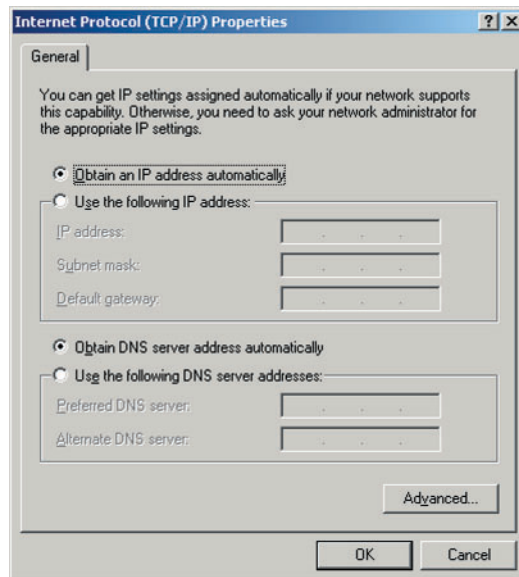 Internet Protocol (TCP/IP) Properties
General
You can get IP settings assigned automatically if your network supports
this capability. Otherwise, you need to ask your network administrator for
the appropriate IP settings.
Obtain an IP address automatically
Use the following IP address:
IP address:
Subnet mask:
Default gateway:
Obtain DNS server address automatically
Use the following DNS server addresses:
Preferred DNS server:
Alternate DNS server:
Advanced...
OK Cancel